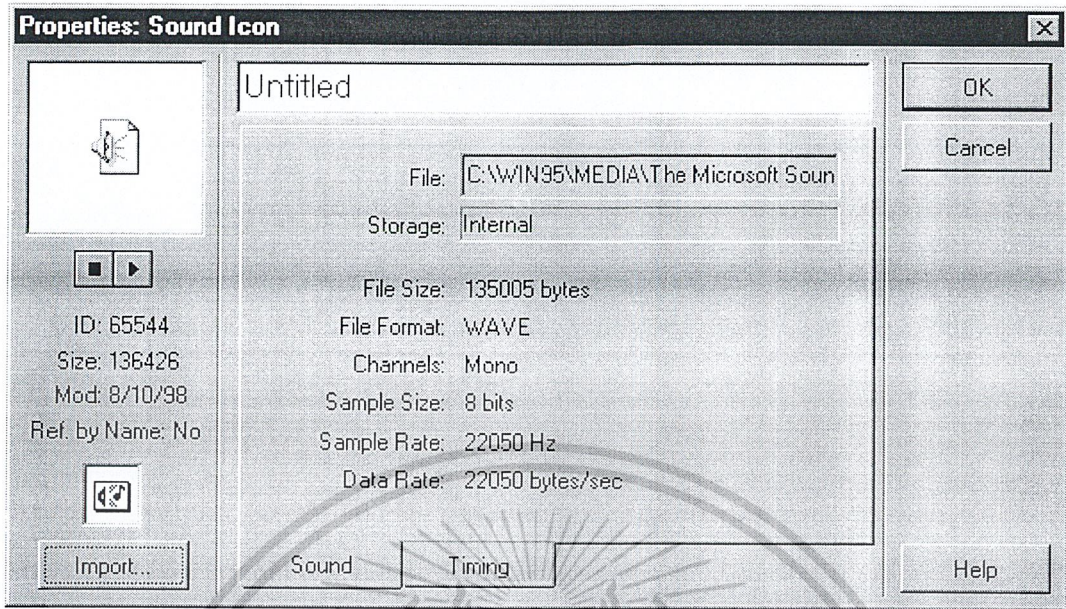 Properties: Sound Icon
Untitled
OK
Cancel
File: C:\WIN95\MEDIA\The Microsoft Soun
Storage: Internal
File Size: 135005 bytes
File Format: WAVE
Channels: Mono
Sample Size: 8 bits
Sample Rate: 22050 Hz
Data Rate: 22050 bytes/sec
ID: 65544
Size: 136426
Mod: 8/10/98
Ref. by Name: No
Import...
Sound
Timing
Help